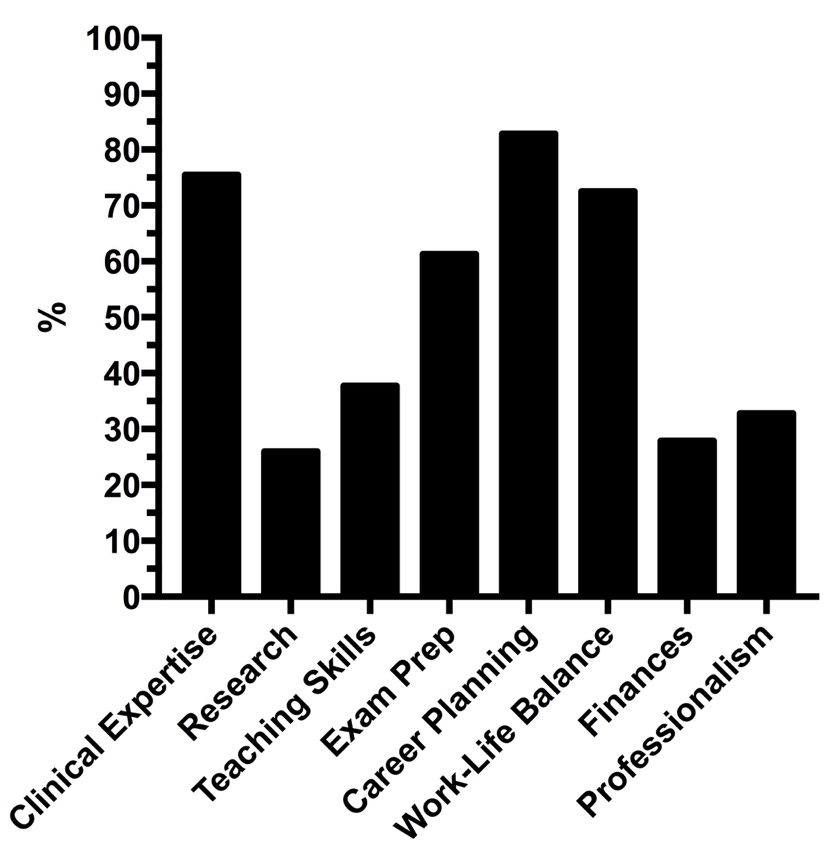 100
90
80
70
60
50
40
30
20
10
0
%
Clinical Expertise
Research
Teaching Skills
Exam Prep
Career Planning
Work-Life Balance
Finances
Professionalism